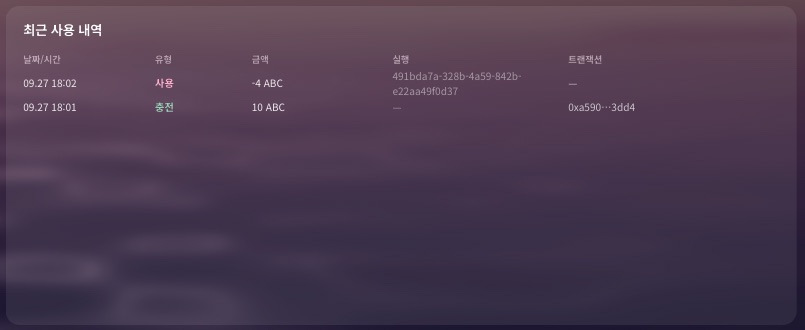 최근 사용 내역
날짜/시간 유형 금액 실행 트랜잭션
09.27 18:02 사용 -4 ABC 491bda7a-328b-4a59-842b-
e22aa49f0d37 —
09.27 18:01 충전 10 ABC — 0xa590…3dd4